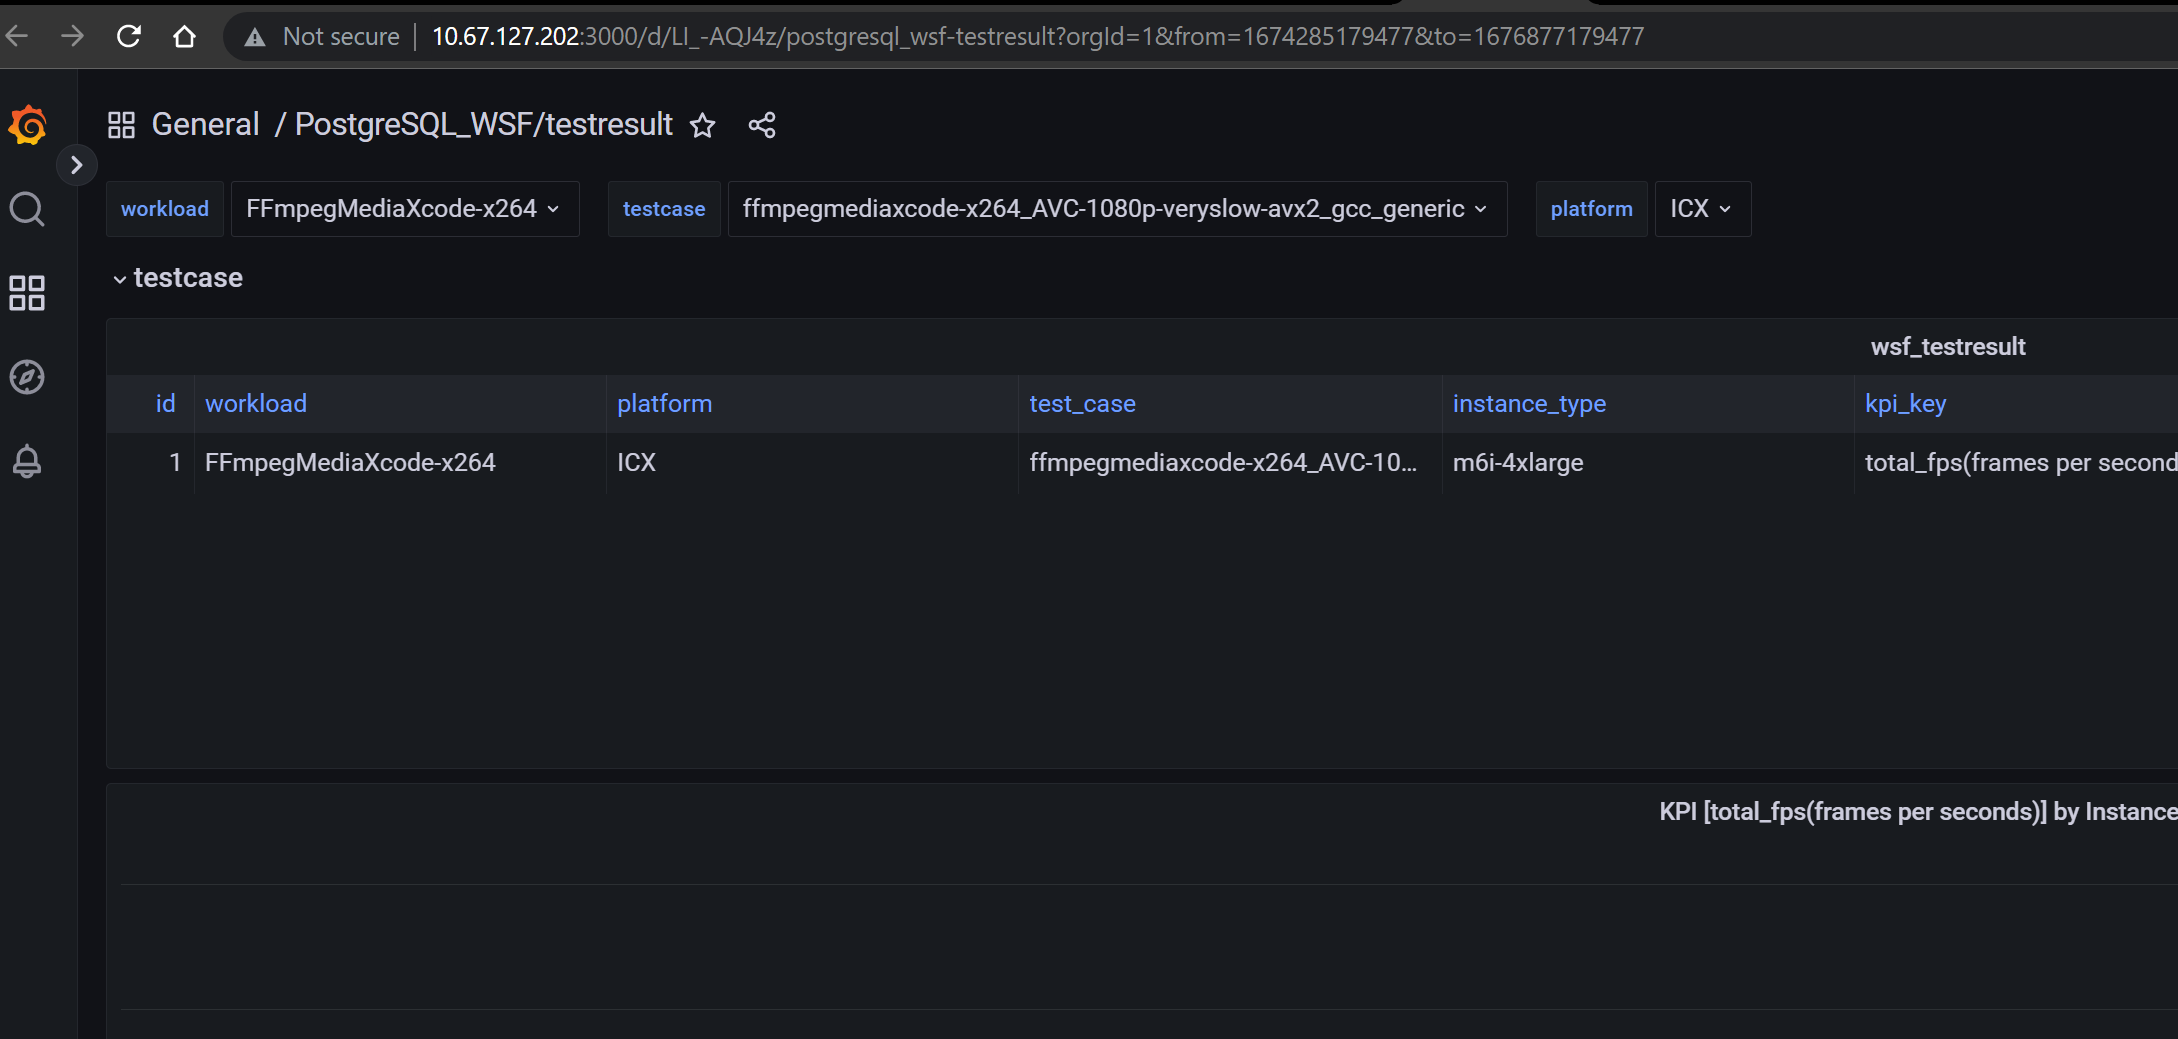 Not secure 10.67.127.202:3000/d/LI_-AQJ4z/postgresql_wsf-testresult?orgId=1&from=1674285179477&to=1676877179477
General / PostgreSQL_WSF/testresult
workload FFmpegMediaXcode-x264 testcase ffmpegmediaxcode-x264_AVC-1080p-veryslow-avx2_gcc_generic platform ICX
testcase
wsf_testresult
id workload platform test_case instance_type kpi_key
1 FFmpegMediaXcode-x264 ICX ffmpegmediaxcode-x264_AVC-10... m6i-4xlarge total_fps(frames per second
KPI [total_fps(frames per seconds)] by Instance